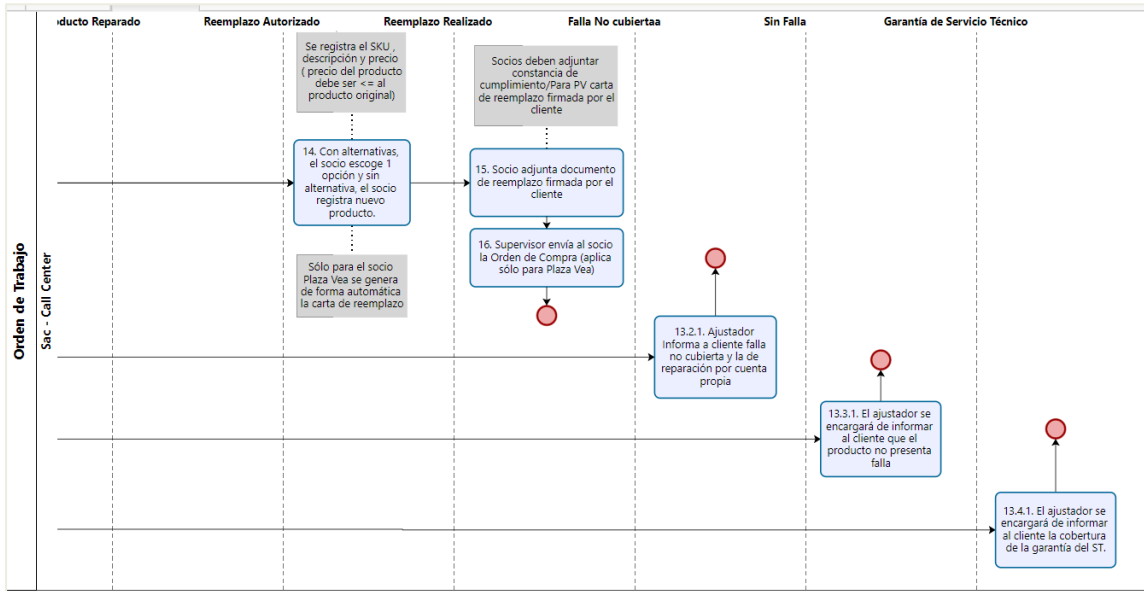 ducto Reparado
Reemplazo Autorizado
Reemplazo Realizado
Falla No cubiertaa
Sin Falla
Garantía de Servicio Técnico
Orden de Trabajo
Sac - Call Center
Se registra el SKU ,
descripción y precio
( precio del producto
debe ser <= al
producto original)
Socios deben adjuntar
constancia de
cumplimiento/Para PV carta
de reemplazo firmada por el
cliente
14. Con alternativas,
el socio escoge 1
opción y sin
alternativa, el socio
registra nuevo
producto.
15. Socio adjunta documento
de reemplazo firmada por el
cliente
16. Supervisor envía al socio
la Orden de Compra (aplica
sólo para Plaza Vea)
Sólo para el socio
Plaza Vea se genera
de forma automática
la carta de reemplazo
13.2.1. Ajustador
Informa a cliente falla
no cubierta y la de
reparación por cuenta
propia
13.3.1. El ajustador se
encargará de informar
al cliente que el
producto no presenta
falla
13.4.1. El ajustador se
encargará de informar
al cliente la cobertura
de la garantía del ST.